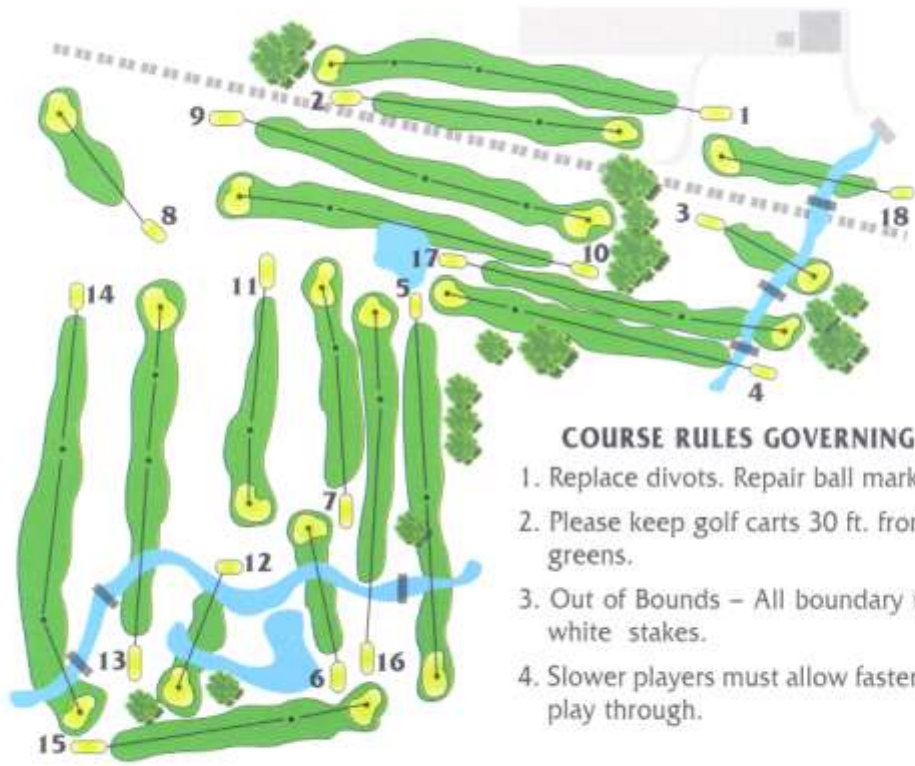 1
2
9
8
3
18
10
17
11
5
14
4
COURSE RULES GOVERNING
1. Replace divots. Repair ball mark
7
2. Please keep golf carts 30 ft. from
greens.
12
3. Out of Bounds – All boundary
white stakes.
13
16
6
4. Slower players must allow faster
play through.
15